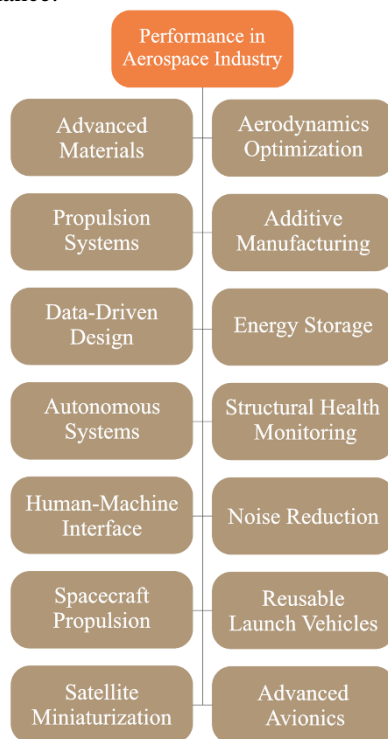 Performance in
Aerospace Industry
Advanced
Materials
Aerodynamics
Optimization
Propulsion
Systems
Additive
Manufacturing
Data-Driven
Design
Energy Storage
Autonomous
Systems
Structural Health
Monitoring
Human-Machine
Interface
Noise Reduction
Spacecraft
Propulsion
Reusable
Launch Vehicles
Satellite
Miniaturization
Advanced
Avionics